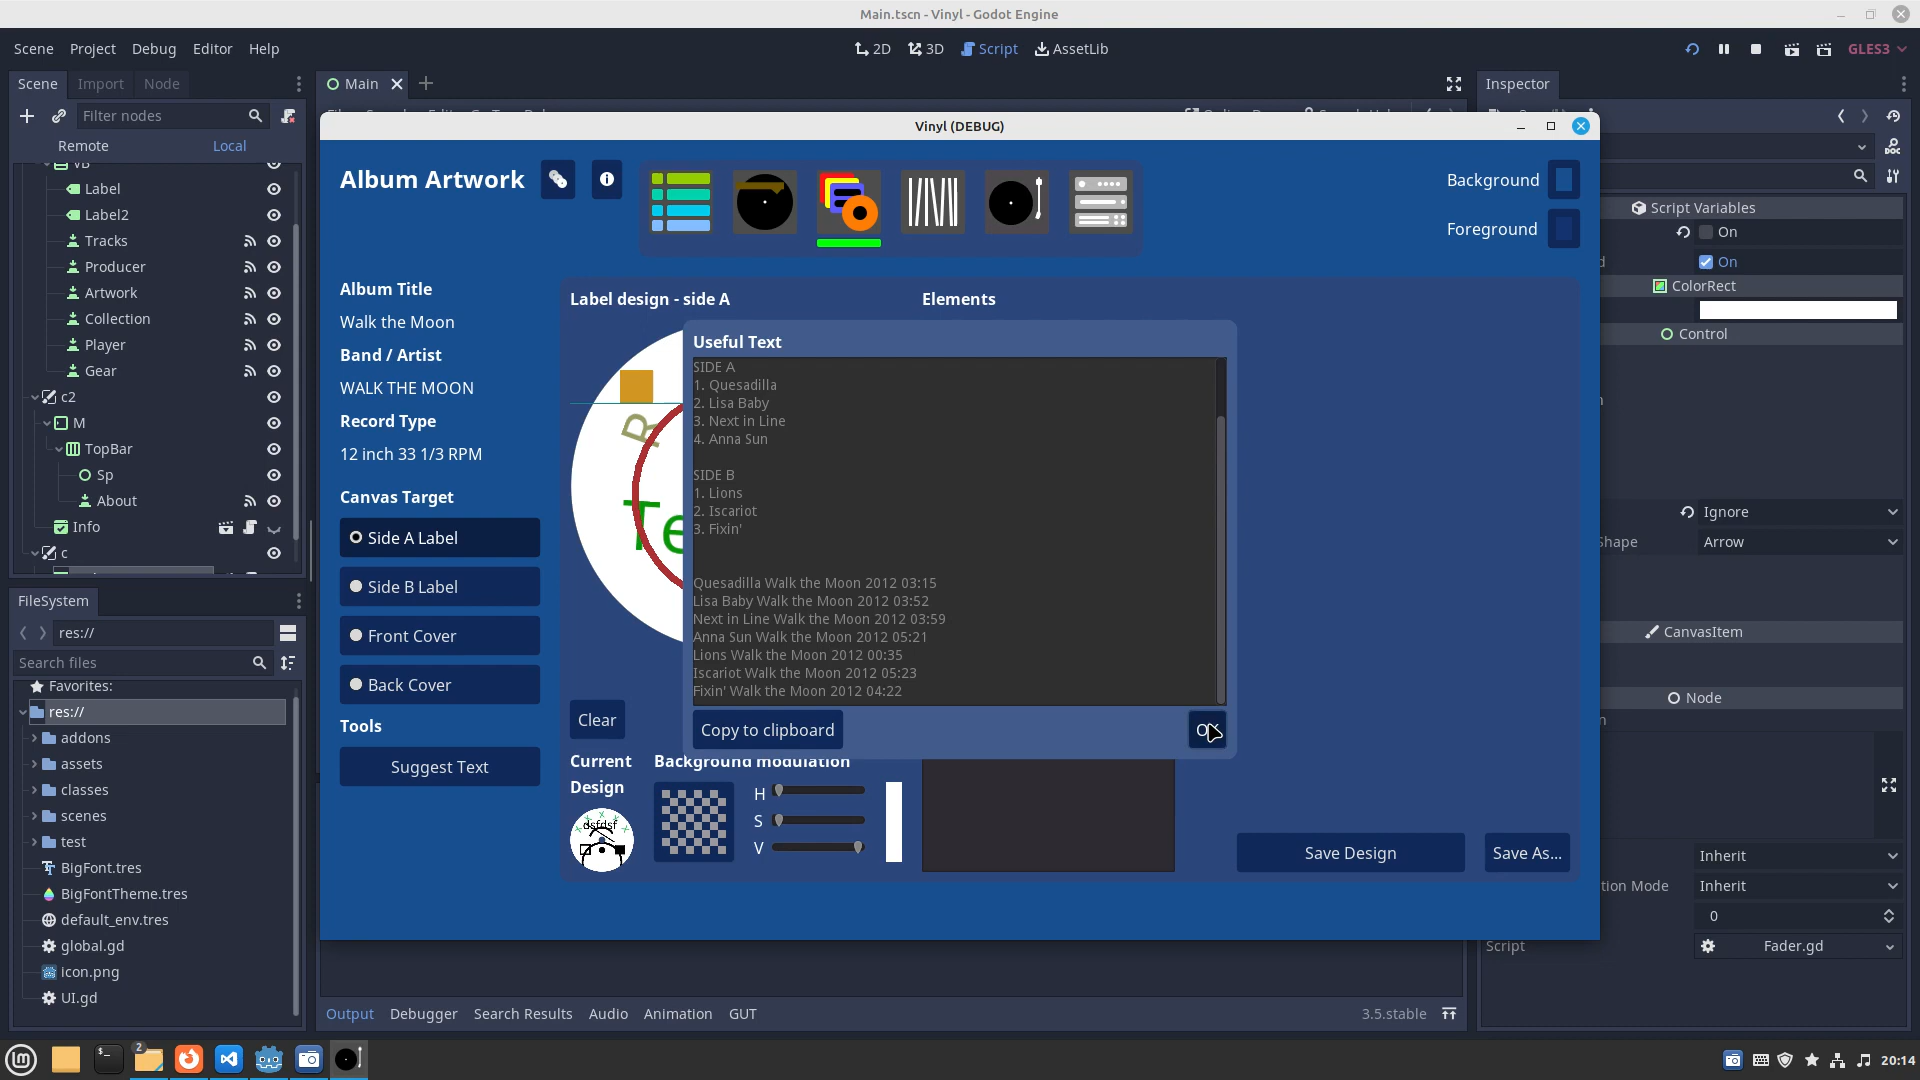 Main.tscn - Vinyl - Godot Engine
Scene Project Debug Editor Help
2D 3D Script AssetLib
GLES3
Scene Import Node
Main
Inspector
Filter nodes
Remote Local
Label
Label2
Tracks
Producer
Artwork
Collection
Player
Gear
c2
M
TopBar
Sp
About
Info
c
FileSystem
res://
Search files
Favorites:
res://
addons
assets
classes
scenes
test
BigFont.tres
BigFontTheme.tres
default_env.tres
global.gd
icon.png
UI.gd
Vinyl (DEBUG)
Album Artwork
Background
Foreground
Album Title
Walk the Moon
Band / Artist
WALK THE MOON
Record Type
12 inch 33 1/3 RPM
Canvas Target
Side A Label
Side B Label
Front Cover
Back Cover
Tools
Suggest Text
Label design - side A
Elements
R
Te
Useful Text
SIDE A
1. Quesadilla
2. Lisa Baby
3. Next in Line
4. Anna Sun
SIDE B
1. Lions
2. Iscariot
3. Fixin'
Quesadilla Walk the Moon 2012 03:15
Lisa Baby Walk the Moon 2012 03:52
Next in Line Walk the Moon 2012 03:59
Anna Sun Walk the Moon 2012 05:21
Lions Walk the Moon 2012 00:35
Iscariot Walk the Moon 2012 05:23
Fixin' Walk the Moon 2012 04:22
Copy to clipboard
OK
Clear
Current
Design
dsfdsf
Background modulation
H
S
V
Save Design
Save As...
Script Variables
On
On
ColorRect
Control
Ignore
Shape Arrow
CanvasItem
Node
Inherit
tion Mode Inherit
0
Script Fader.gd
Output Debugger Search Results Audio Animation GUT
3.5.stable
2
20:14